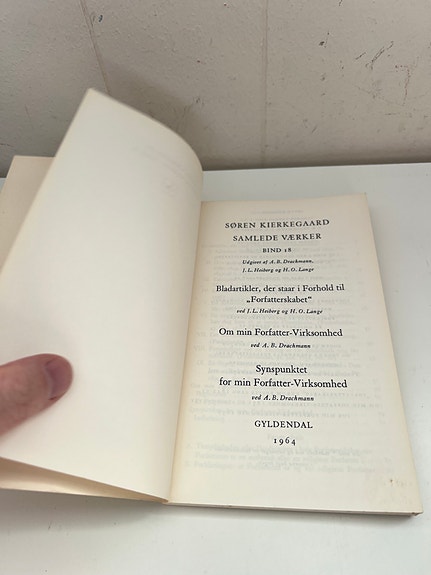 SØREN KIERKEGAARD
SAMLEDE VÆRKER
BIND 18
Udgivet af A. B. Drachmann,
J. L. Heiberg og H. O. Lange
Bladartikler, der staar i Forhold til
„Forfatterskabet“
ved J. L. Heiberg og H. O. Lange
Om min Forfatter-Virksomhed
ved A. B. Drachmann
Synspunktet
for min Forfatter-Virksomhed
ved A. B. Drachmann
GYLDENDAL
1964